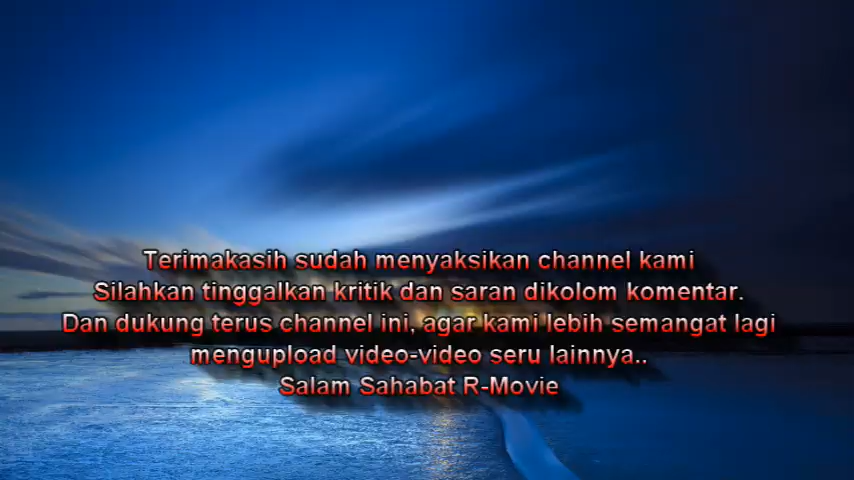 Terimakasih sudah menyaksikan channel kami
Silahkan tinggalkan kritik dan saran dikolom komentar.
Dan dukung terus channel ini, agar kami lebih semangat lagi
mengupload video-video seru lainnya..
Salam Sahabat R-Movie